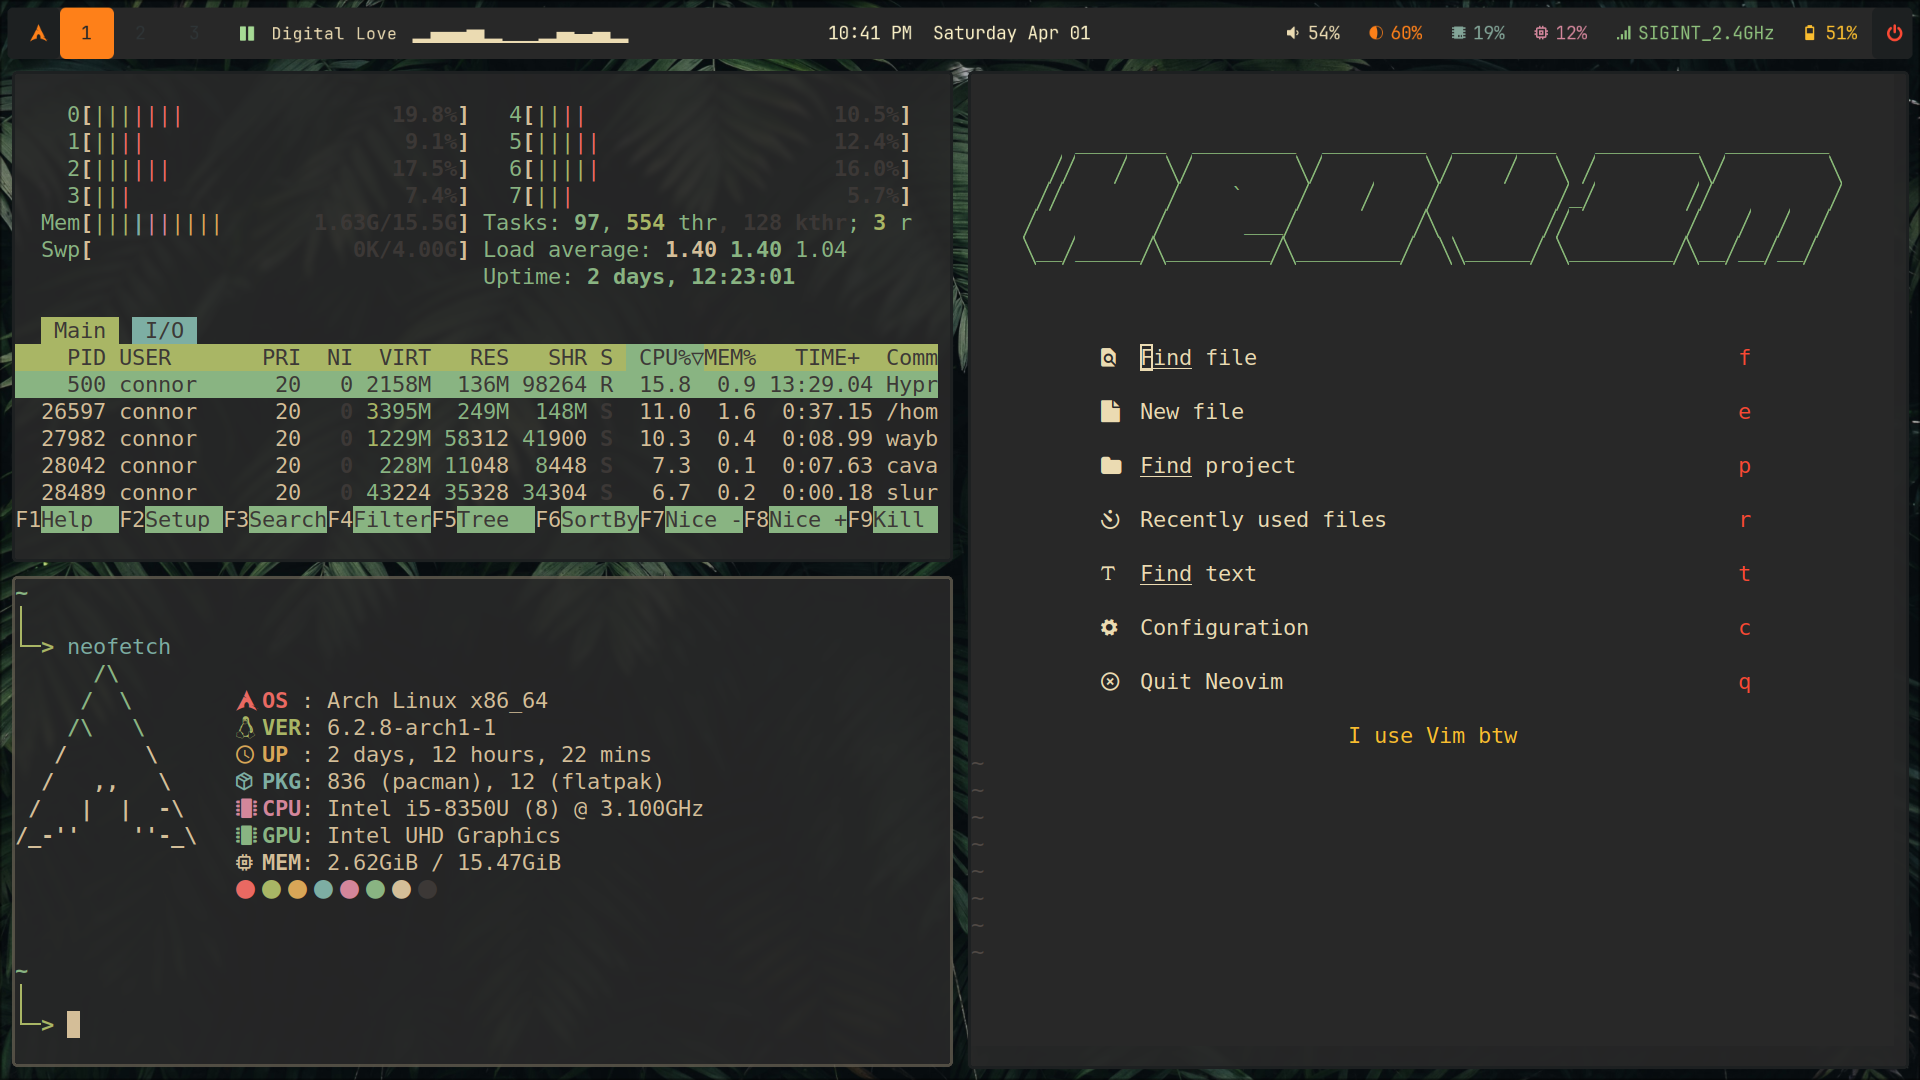 1 2 3 Digital Love 10:41 PM Saturday Apr 01 54% 60% 19% 12% SIGINT_2.4GHz 51%
0[||||||| 19.8%] 4[|||| 10.5%]
1[|||| 9.1%] 5[||||| 12.4%]
2[|||||| 17.5%] 6[||||| 16.0%]
3[||| 7.4%] 7[||| 5.7%]
Mem[|||||||||| 1.63G/15.5G] Tasks: 97, 554 thr, 128 kthr; 3 r
Swp[ 0K/4.00G] Load average: 1.40 1.40 1.04
Uptime: 2 days, 12:23:01
Main I/O
PID USER PRI NI VIRT RES SHR S CPU%▽MEM% TIME+ Comm
500 connor 20 0 2158M 136M 98264 R 15.8 0.9 13:29.04 Hypr
26597 connor 20 0 3395M 249M 148M S 11.0 1.6 0:37.15 /hom
27982 connor 20 0 1229M 58312 41900 S 10.3 0.4 0:08.99 wayb
28042 connor 20 0 228M 11048 8448 S 7.3 0.1 0:07.63 cava
28489 connor 20 0 43224 35328 34304 S 6.7 0.2 0:00.18 slur
F1Help F2Setup F3SearchF4FilterF5Tree F6SortByF7Nice -F8Nice +F9Kill
~
> neofetch
OS : Arch Linux x86_64
VER: 6.2.8-arch1-1
UP : 2 days, 12 hours, 22 mins
PKG: 836 (pacman), 12 (flatpak)
CPU: Intel i5-8350U (8) @ 3.100GHz
GPU: Intel UHD Graphics
MEM: 2.62GiB / 15.47GiB
~
>
Find file f
New file e
Find project p
Recently used files r
Find text t
Configuration c
Quit Neovim q
I use Vim btw
~
~
~
~
~
~
~
~